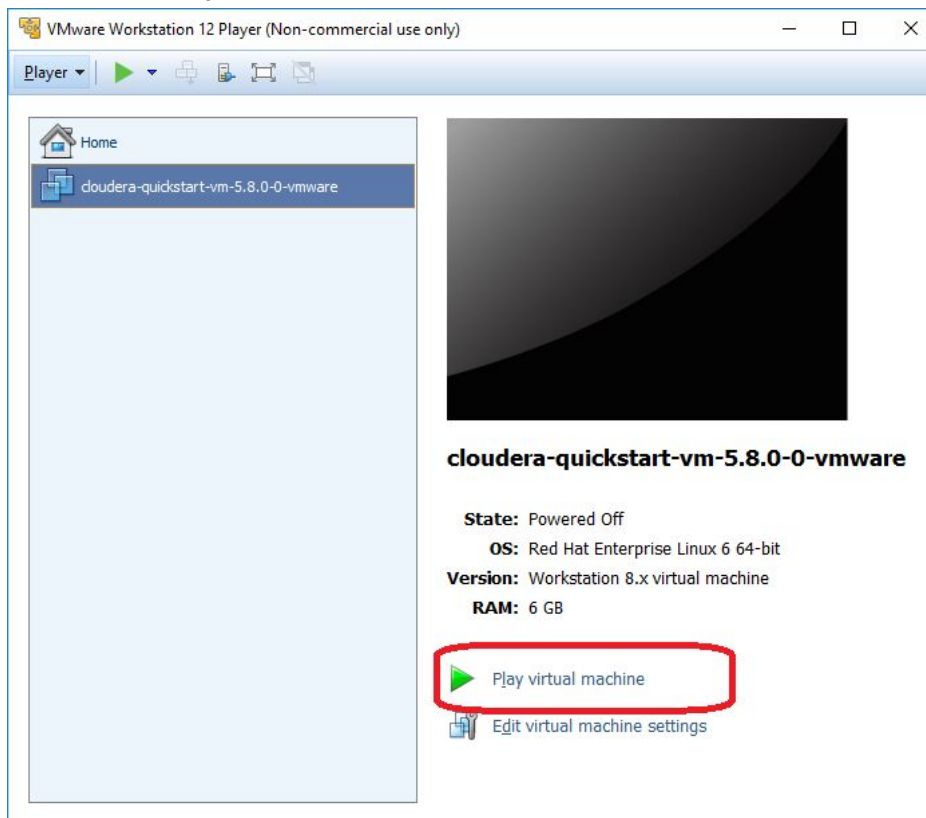 VMware Workstation 12 Player (Non-commercial use only)
Player
Home
cloudera-quickstart-vm-5.8.0-0-vmware
cloudera-quickstart-vm-5.8.0-0-vmware
State: Powered Off
OS: Red Hat Enterprise Linux 6 64-bit
Version: Workstation 8.x virtual machine
RAM: 6 GB
Play virtual machine
Edit virtual machine settings